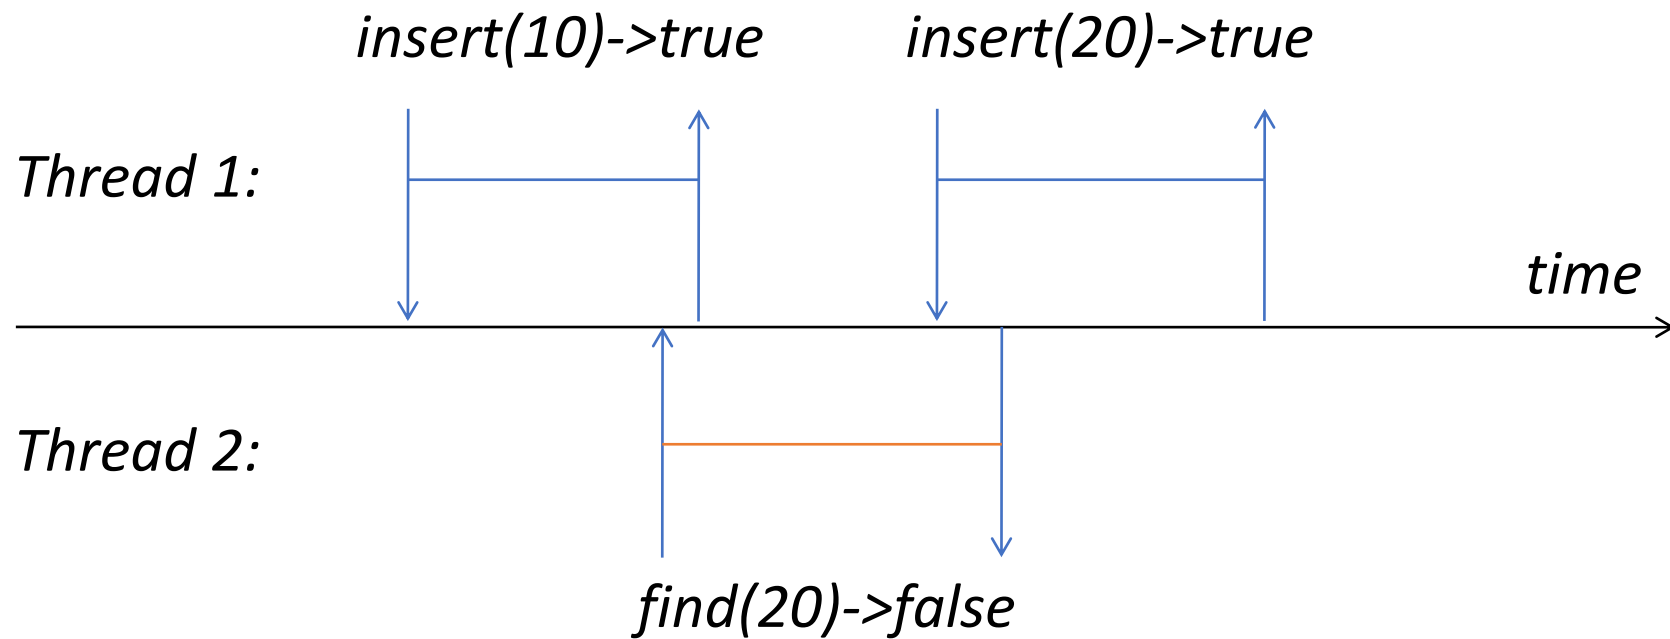 insert(10)->true
insert(20)->true
Thread 1:
time
Thread 2:
find(20)->false